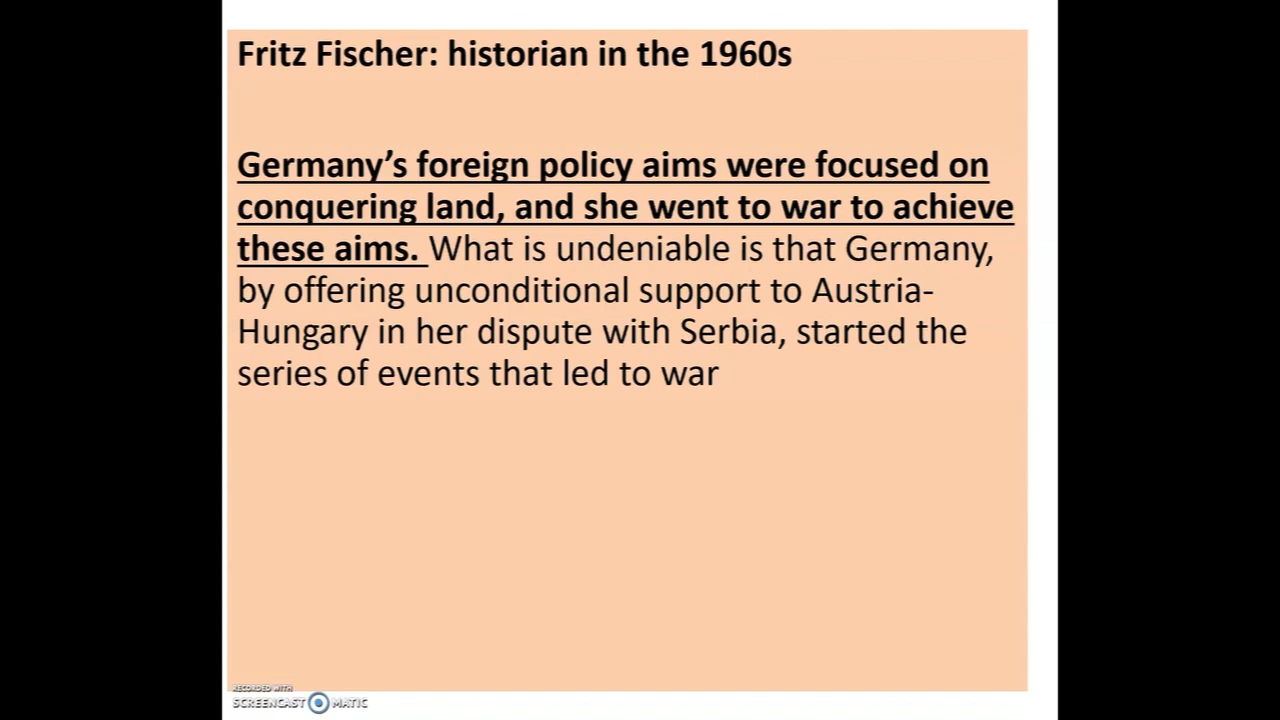 Fritz Fischer: historian in the 1960s
Germany’s foreign policy aims were focused on
conquering land, and she went to war to achieve
these aims. What is undeniable is that Germany,
by offering unconditional support to Austria-
Hungary in her dispute with Serbia, started the
series of events that led to war
RECORDED WITH
SCREENCAST MATIC